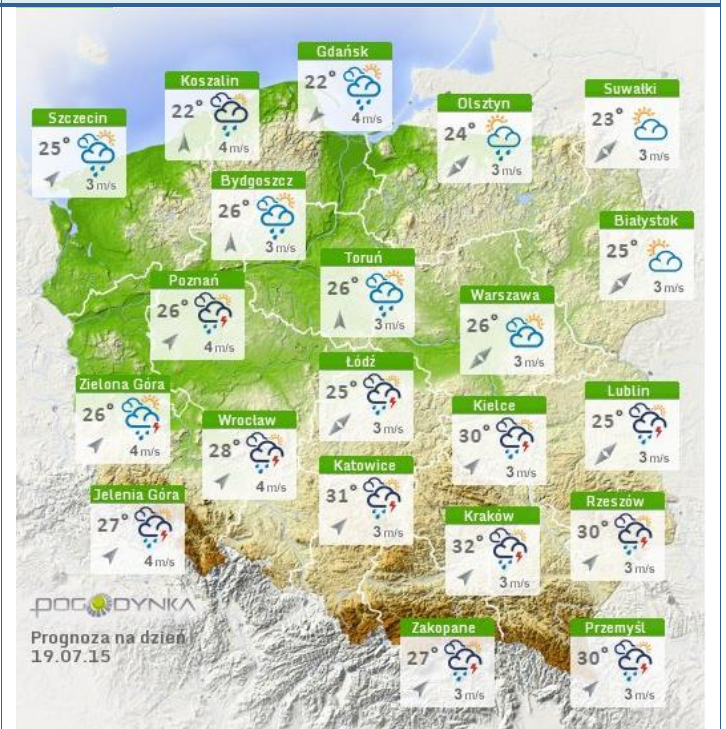 Gdańsk
22°
4 m/s
Koszalin
22°
4 m/s
Suwałki
23°
3 m/s
Olsztyn
24°
3 m/s
Szczecin
25°
3 m/s
Bydgoszcz
26°
3 m/s
Białystok
25°
3 m/s
Toruń
26°
3 m/s
Poznań
26°
4 m/s
Warszawa
26°
3 m/s
Łódź
25°
3 m/s
Zielona Góra
26°
4 m/s
Lublin
25°
3 m/s
Kielce
30°
3 m/s
Wrocław
28°
4 m/s
Katowice
31°
3 m/s
Jelenia Góra
27°
4 m/s
Rzeszów
30°
3 m/s
Kraków
32°
3 m/s
POGODYNKA
Prognoza na dzień
19.07.15
Zakopane
27°
3 m/s
Przemyśl
30°
3 m/s